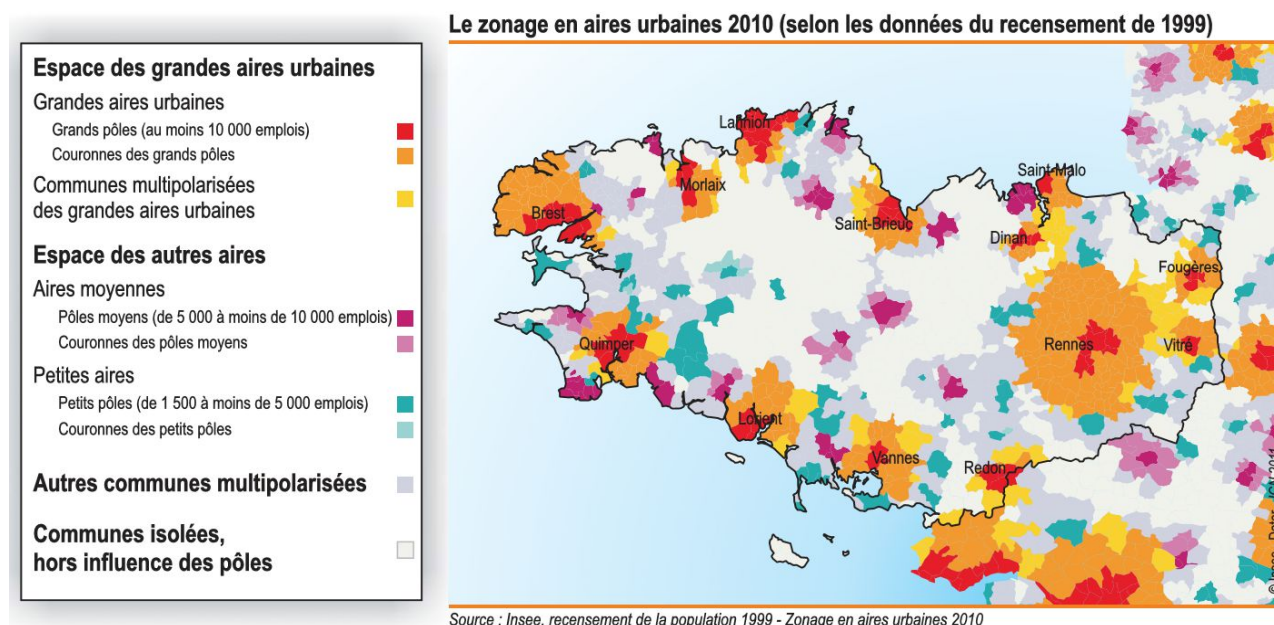 Le zonage en aires urbaines 2010 (selon les données du recensement de 1999)
Espace des grandes aires urbaines
Grandes aires urbaines
Grands pôles (au moins 10 000 emplois)
Couronnes des grands pôles
Communes multipolarisées
des grandes aires urbaines
Espace des autres aires
Aires moyennes
Pôles moyens (de 5 000 à moins de 10 000 emplois)
Couronnes des pôles moyens
Petites aires
Petits pôles (de 1 500 à moins de 5 000 emplois)
Couronnes des petits pôles
Autres communes multipolarisées
Communes isolées,
hors influence des pôles
Lannion
Morlaix
Saint-Malo
Brest
Saint-Brieuc
Dinan
Fougères
Quimper
Rennes
Vitré
Lorient
Vannes
Redon
Source : Insee, recensement de la population 1999 - Zonage en aires urbaines 2010